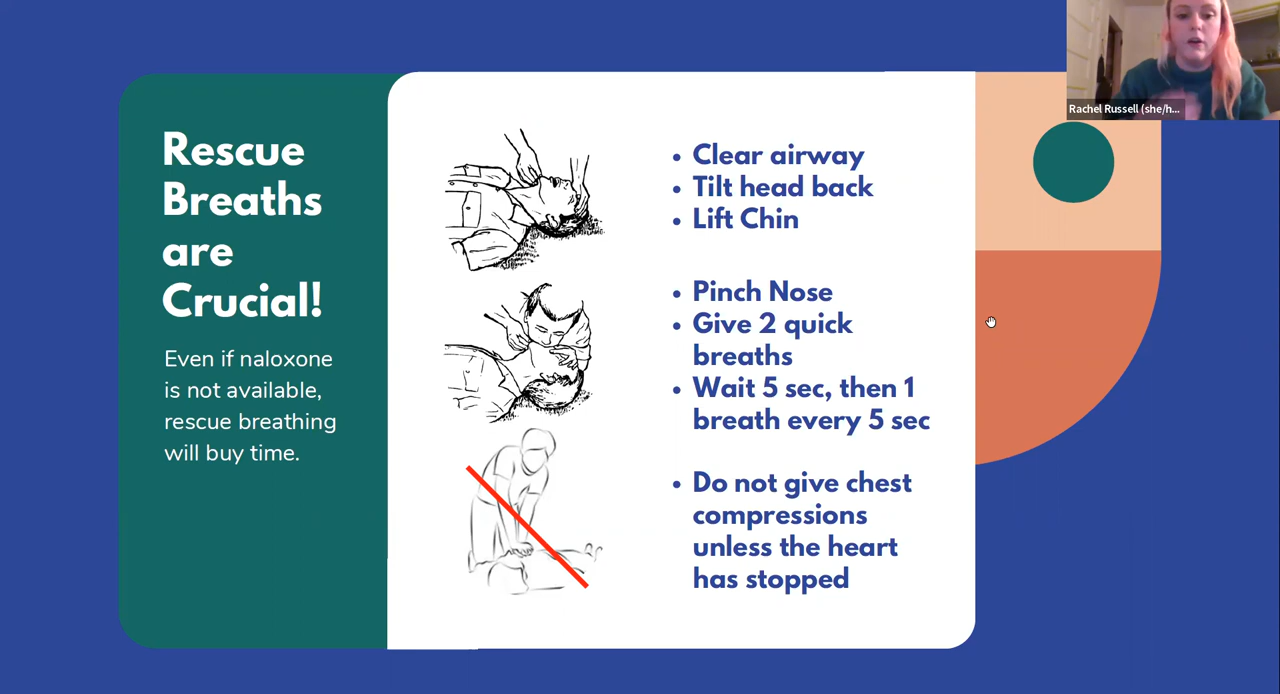 Rescue
Breaths
are
Crucial!
Even if naloxone
is not available,
rescue breathing
will buy time.
• Clear airway
• Tilt head back
• Lift Chin
• Pinch Nose
• Give 2 quick
breaths
• Wait 5 sec, then 1
breath every 5 sec
• Do not give chest
compressions
unless the heart
has stopped
Rachel Russell (she/h...